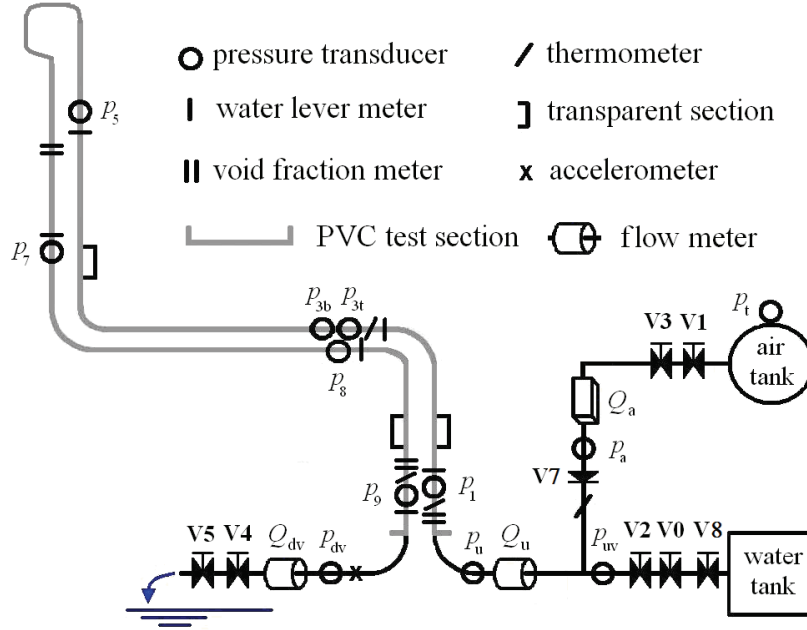 pressure transducer
thermometer
water lever meter
transparent section
void fraction meter
accelerometer
PVC test section
flow meter
p5
p7
p3b
p3t
p8
V3
V1
pt
air
tank
Qa
pa
V7
p9
p1
V5
V4
Qdv
pdv
pu
Qu
puv
V2
V0
V8
water
tank